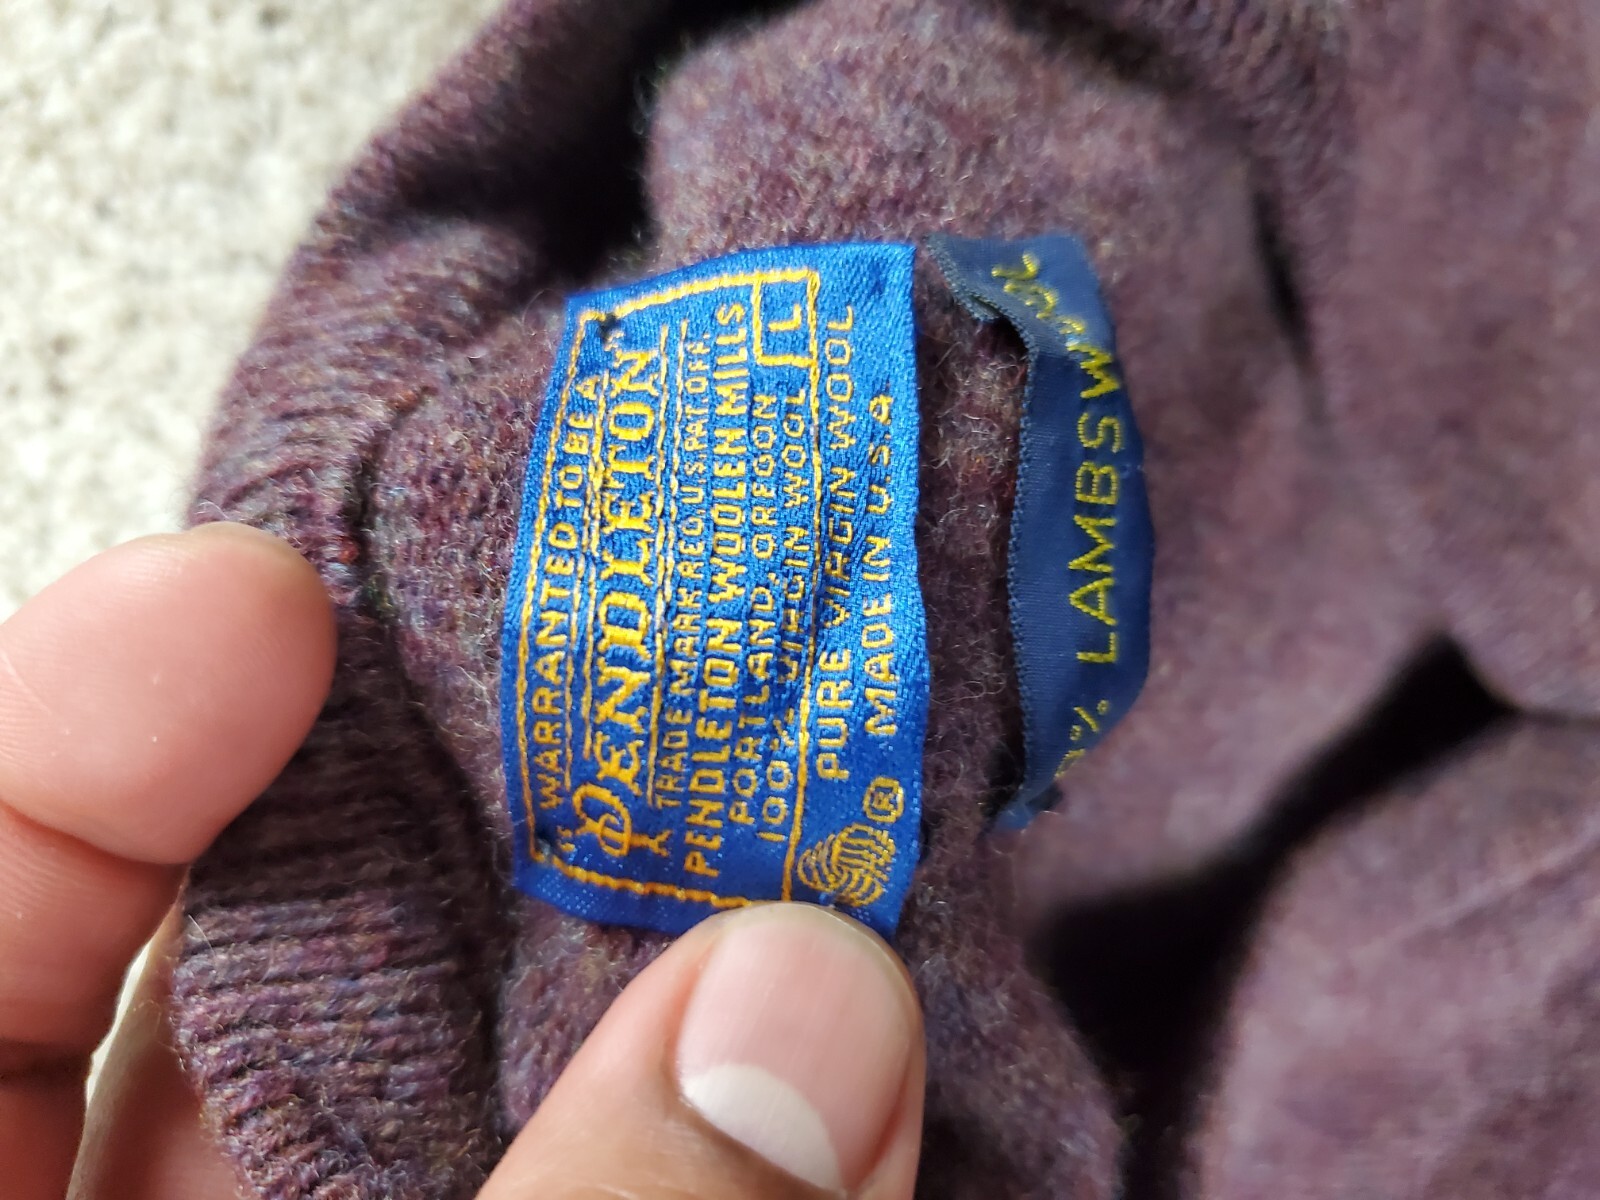 WARRANTED TO BE A
"PENDLETON"
TRADE MARK REG. U.S. PAT. OFF.
PENDLETON WOOLEN MILLS
PORTLAND, OREGON
100% VIRGIN WOOL L
PURE VIRGIN WOOL
® MADE IN U.S.A.
% LAMBSW